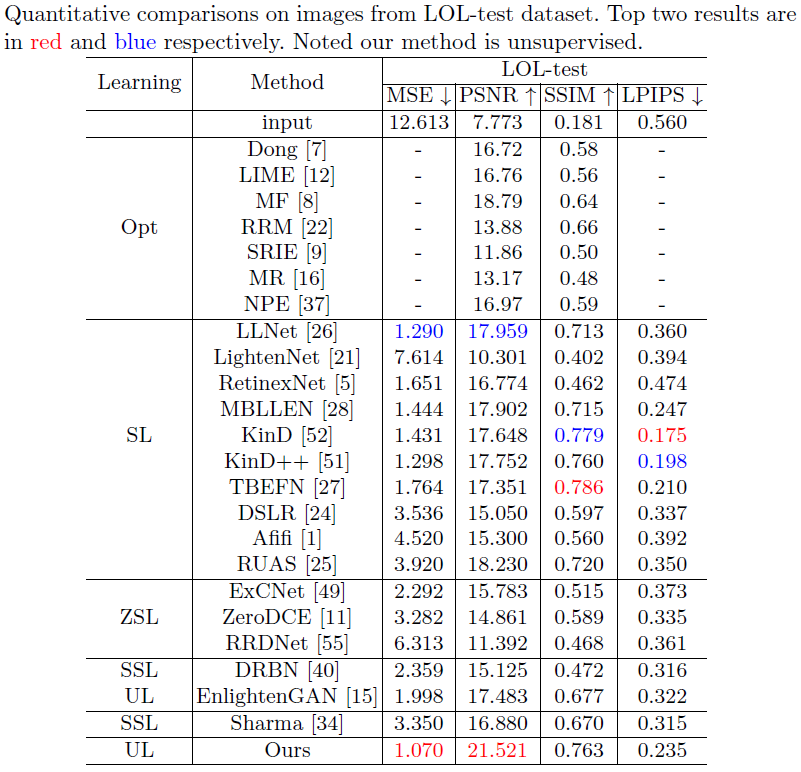 Quantitative comparisons on images from LOL-test dataset. Top two results are
in red and blue respectively. Noted our method is unsupervised.
Learning Method LOL-test
MSE ↓ PSNR ↑ SSIM ↑ LPIPS ↓
input 12.613 7.773 0.181 0.560
Dong [7] - 16.72 0.58 -
LIME [12] - 16.76 0.56 -
MF [8] - 18.79 0.64 -
Opt RRM [22] - 13.88 0.66 -
SRIE [9] - 11.86 0.50 -
MR [16] - 13.17 0.48 -
NPE [37] - 16.97 0.59 -
LLNet [26] 1.290 17.959 0.713 0.360
LightenNet [21] 7.614 10.301 0.402 0.394
RetinexNet [5] 1.651 16.774 0.462 0.474
MBLLEN [28] 1.444 17.902 0.715 0.247
SL KinD [52] 1.431 17.648 0.779 0.175
KinD++ [51] 1.298 17.752 0.760 0.198
TBEFN [27] 1.764 17.351 0.786 0.210
DSLR [24] 3.536 15.050 0.597 0.337
Afifi [1] 4.520 15.300 0.560 0.392
RUAS [25] 3.920 18.230 0.720 0.350
ExCNet [49] 2.292 15.783 0.515 0.373
ZSL ZeroDCE [11] 3.282 14.861 0.589 0.335
RRDNet [55] 6.313 11.392 0.468 0.361
SSL DRBN [40] 2.359 15.125 0.472 0.316
UL EnlightenGAN [15] 1.998 17.483 0.677 0.322
SSL Sharma [34] 3.350 16.880 0.670 0.315
UL Ours 1.070 21.521 0.763 0.235